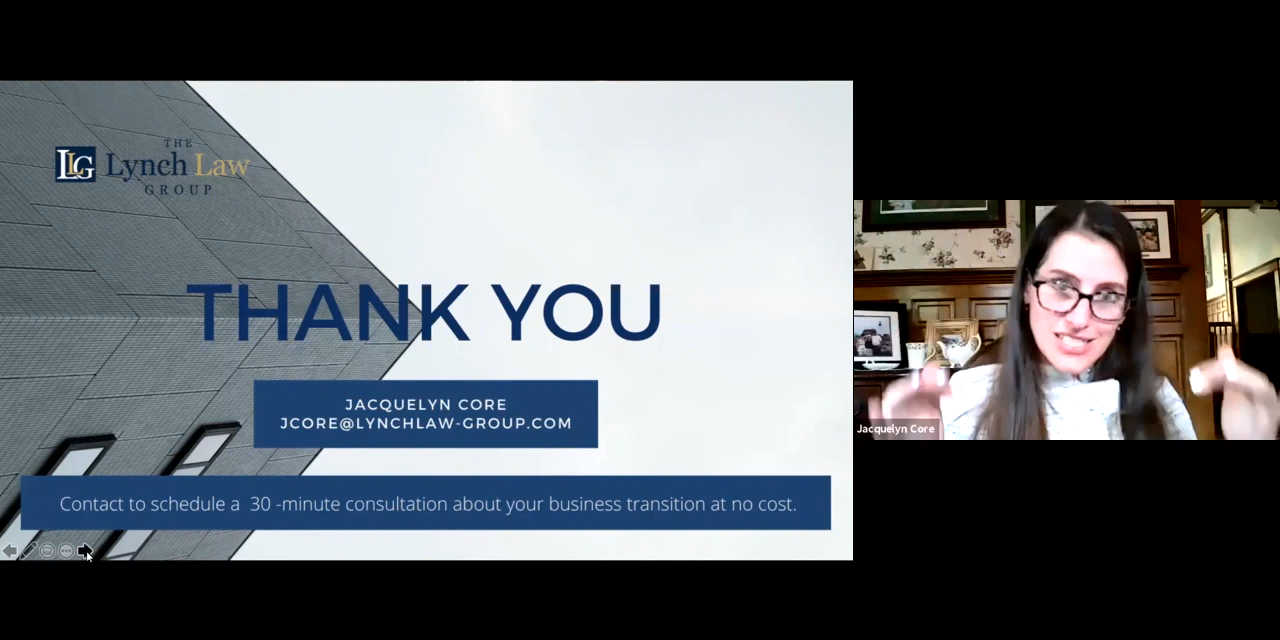 THE
LLG Lynch Law
GROUP
THANK YOU
JACQUELYN CORE
JCORE@LYNCHLAW-GROUP.COM
Contact to schedule a 30 -minute consultation about your business transition at no cost.
Jacquelyn Core